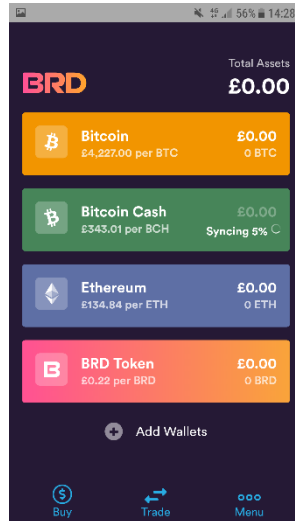 56% 14:28
Total Assets
BRD
£0.00
Bitcoin £0.00
£4,227.00 per BTC 0 BTC
Bitcoin Cash £0.00
£343.01 per BCH Syncing 5%
Ethereum £0.00
£134.84 per ETH 0 ETH
BRD Token £0.00
£0.22 per BRD 0 BRD
Add Wallets
Buy Trade Menu